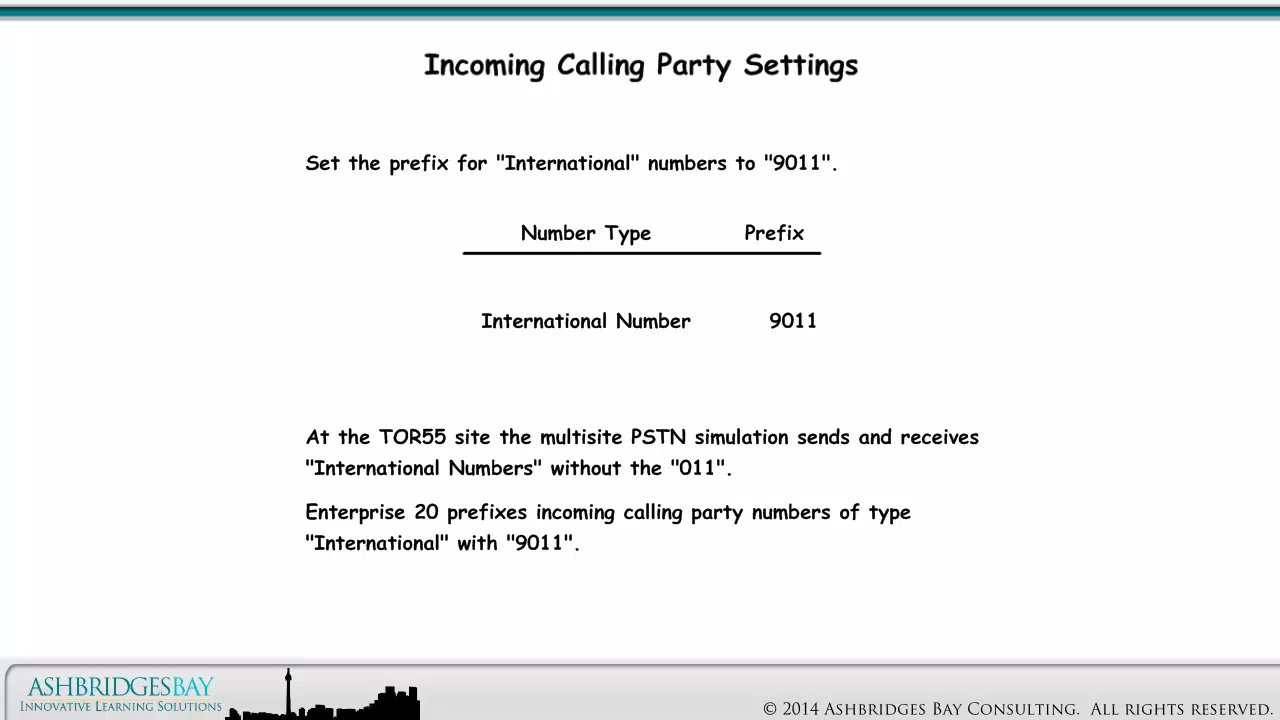 Incoming Calling Party Settings
Set the prefix for "International" numbers to "9011".
Number Type Prefix
International Number 9011
At the TOR55 site the multisite PSTN simulation sends and receives
"International Numbers" without the "011".
Enterprise 20 prefixes incoming calling party numbers of type
"International" with "9011".
ASHBRIDGESBAY
INNOVATIVE LEARNING SOLUTIONS
© 2014 ASHBRIDGES BAY CONSULTING. ALL RIGHTS RESERVED.